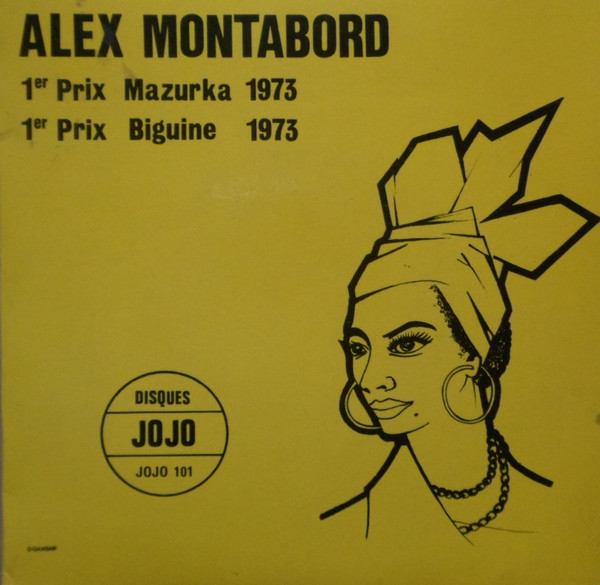 ALEX MONTABORD
1er Prix Mazurka 1973
1er Prix Biguine 1973
DISQUES
JOJO
JOJO 101